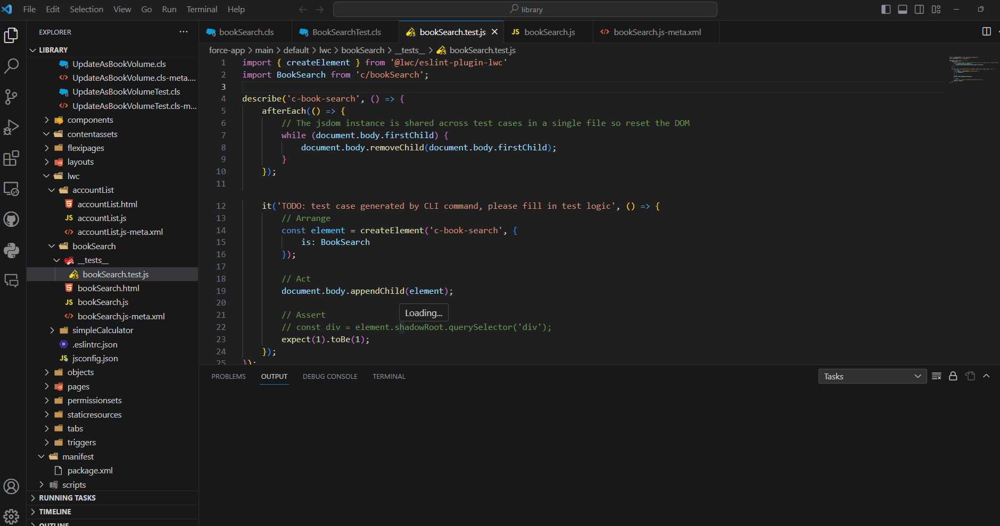 File Edit Selection View Go Run Terminal Help
library
EXPLORER
LIBRARY
UpdateAsBookVolume.cls
UpdateAsBookVolume.cls-meta....
UpdateAsBookVolumeTest.cls
UpdateAsBookVolumeTest.cls-m...
components
contentassets
flexipages
layouts
lwc
accountList
accountList.html
accountList.js
accountList.js-meta.xml
bookSearch
__tests__
bookSearch.test.js
bookSearch.html
bookSearch.js
bookSearch.js-meta.xml
simpleCalculator
.eslintrc.json
jsconfig.json
objects
pages
permissionsets
staticresources
tabs
triggers
manifest
package.xml
scripts
RUNNING TASKS
TIMELINE
OUTLINE
bookSearch.cls BookSearchTest.cls bookSearch.test.js JS bookSearch.js bookSearch.js-meta.xml
force-app > main > default > lwc > bookSearch > __tests__ > bookSearch.test.js
1 import { createElement } from '@lwc/eslint-plugin-lwc'
2 import BookSearch from 'c/bookSearch';
3
4 describe('c-book-search', () => {
5 afterEach(() => {
6 // The jsdom instance is shared across test cases in a single file so reset the DOM
7 while (document.body.firstChild) {
8 document.body.removeChild(document.body.firstChild);
9 }
10 });
11
12 it('TODO: test case generated by CLI command, please fill in test logic', () => {
13 // Arrange
14 const element = createElement('c-book-search', {
15 is: BookSearch
16 });
17
18 // Act
19 document.body.appendChild(element);
20
21 // Assert
Loading...
22 // const div = element.shadowRoot.querySelector('div');
23 expect(1).toBe(1);
24 });
25 });
PROBLEMS OUTPUT DEBUG CONSOLE TERMINAL
Tasks